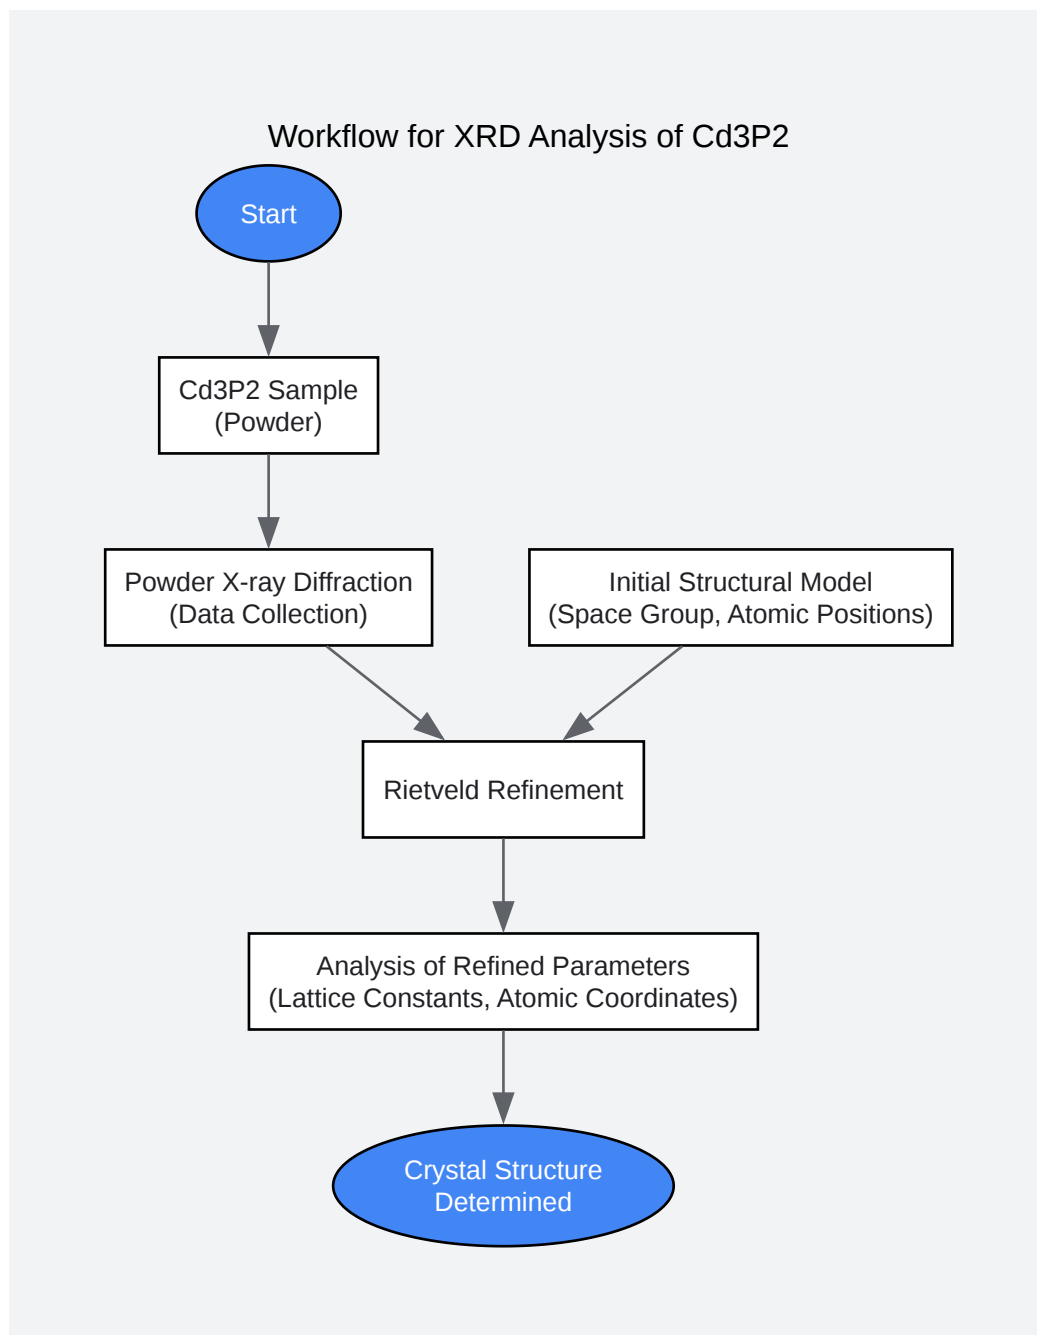 Workflow for XRD Analysis of Cd3P2
Start
Cd3P2 Sample
(Powder)
Powder X-ray Diffraction
(Data Collection)
Initial Structural Model
(Space Group, Atomic Positions)
Rietveld Refinement
Analysis of Refined Parameters
(Lattice Constants, Atomic Coordinates)
Crystal Structure
Determined